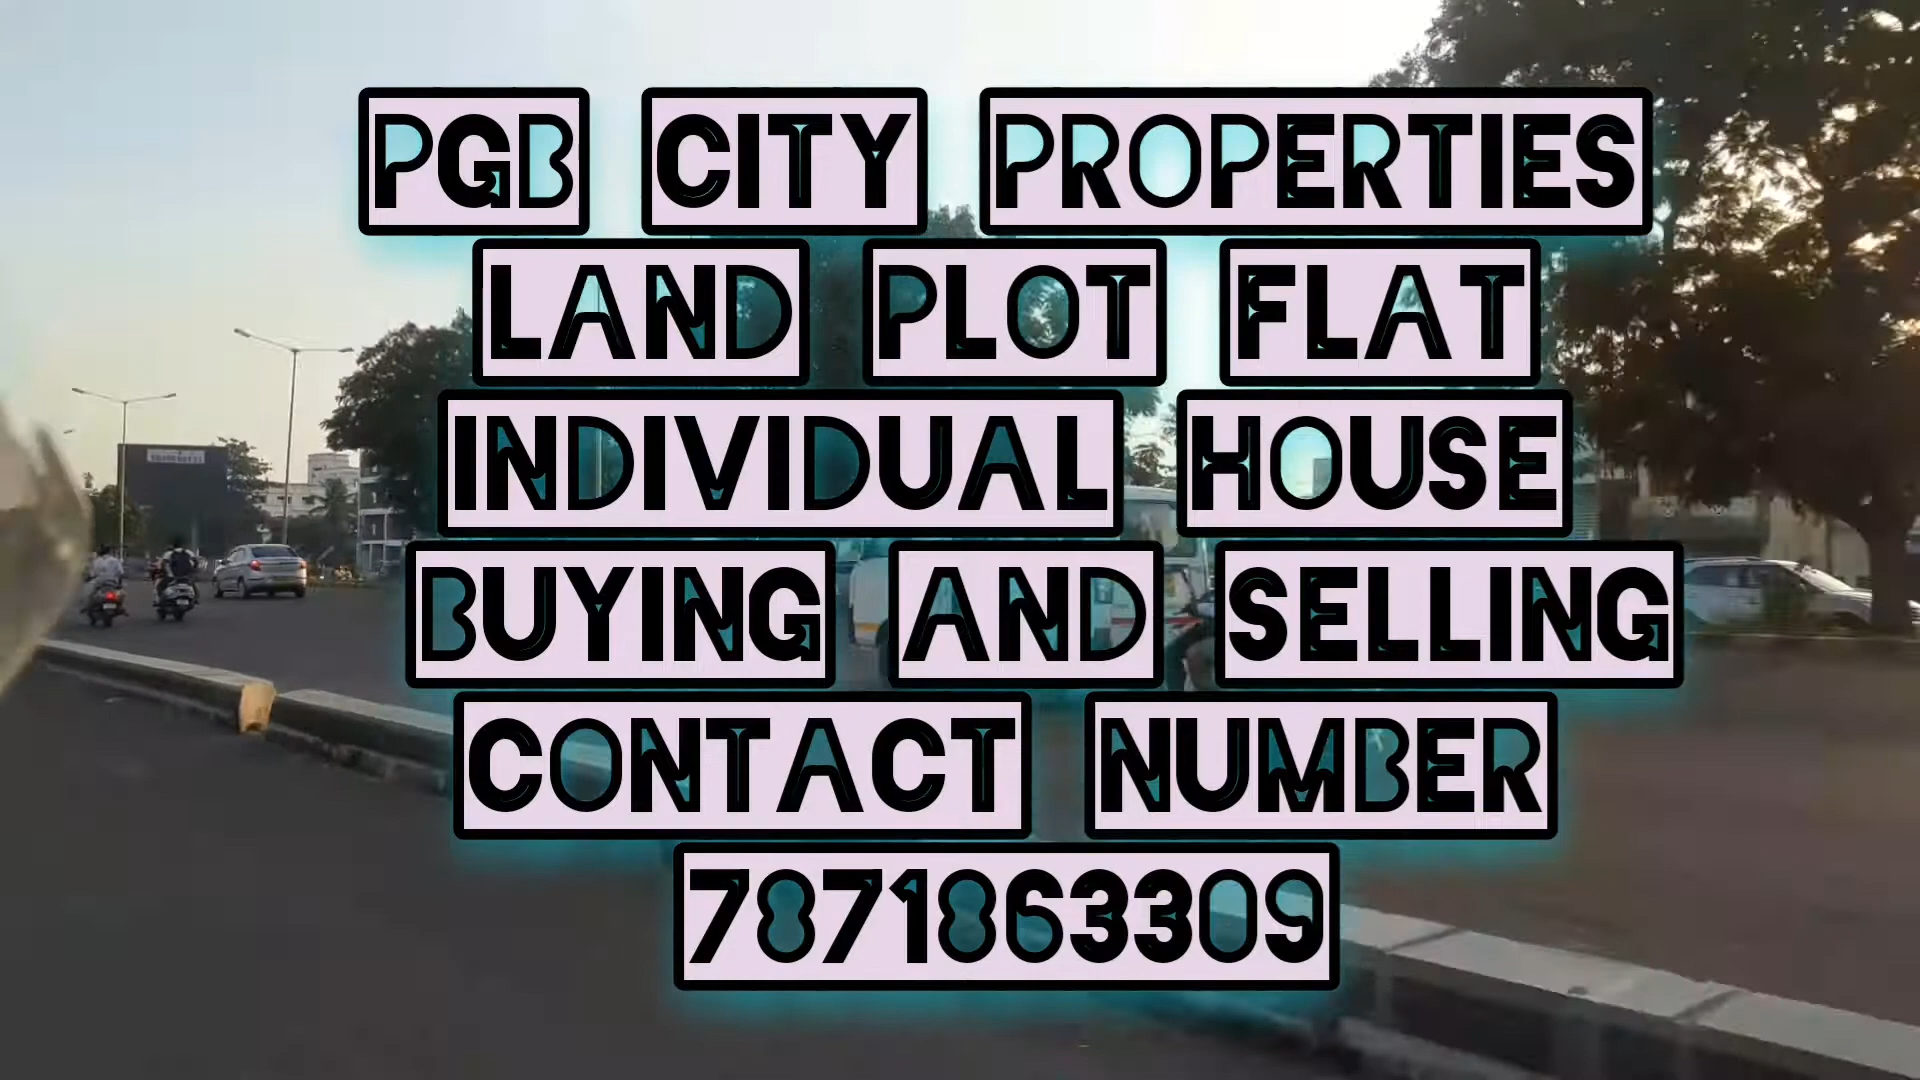 PGB CITY PROPERTIES
LAND PLOT FLAT
INDIVIDUAL HOUSE
BUYING AND SELLING
CONTACT NUMBER
7871863309